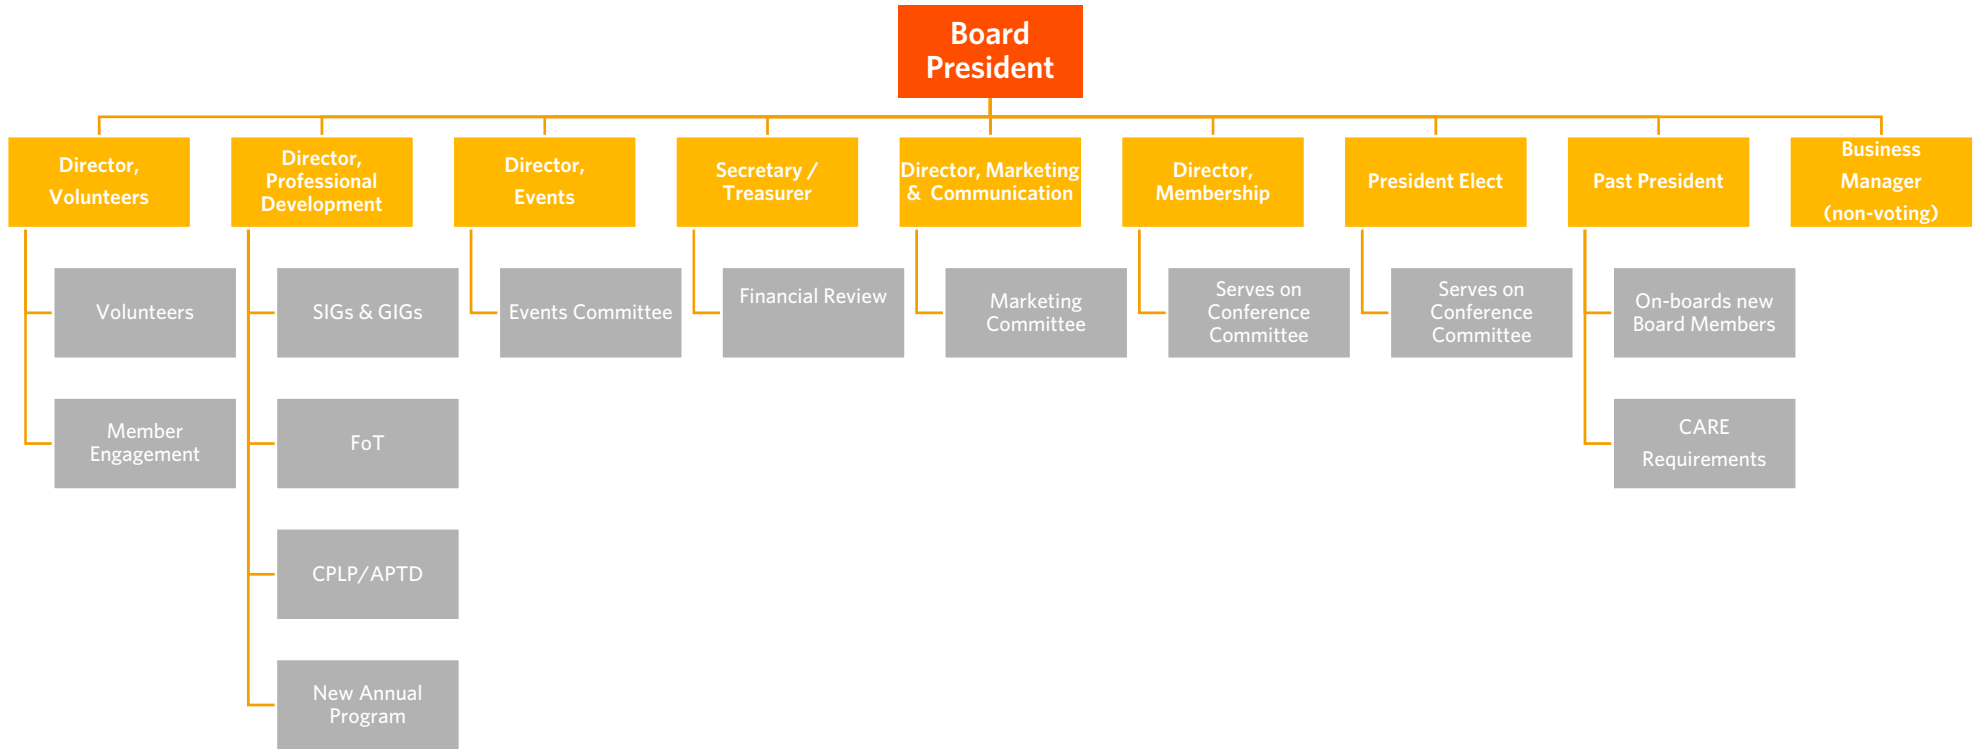 Board
President
Director,
Volunteers
Director,
Professional
Development
Director,
Events
Secretary /
Treasurer
Director, Marketing
& Communication
Director,
Membership
President Elect
Past President
Business
Manager
(non-voting)
Volunteers
SIGs & GIGs
Events Committee
Financial Review
Marketing
Committee
Serves on
Conference
Committee
Serves on
Conference
Committee
On-boards new
Board Members
Member
Engagement
FoT
CARE
Requirements
CPLP/APTD
New Annual
Program